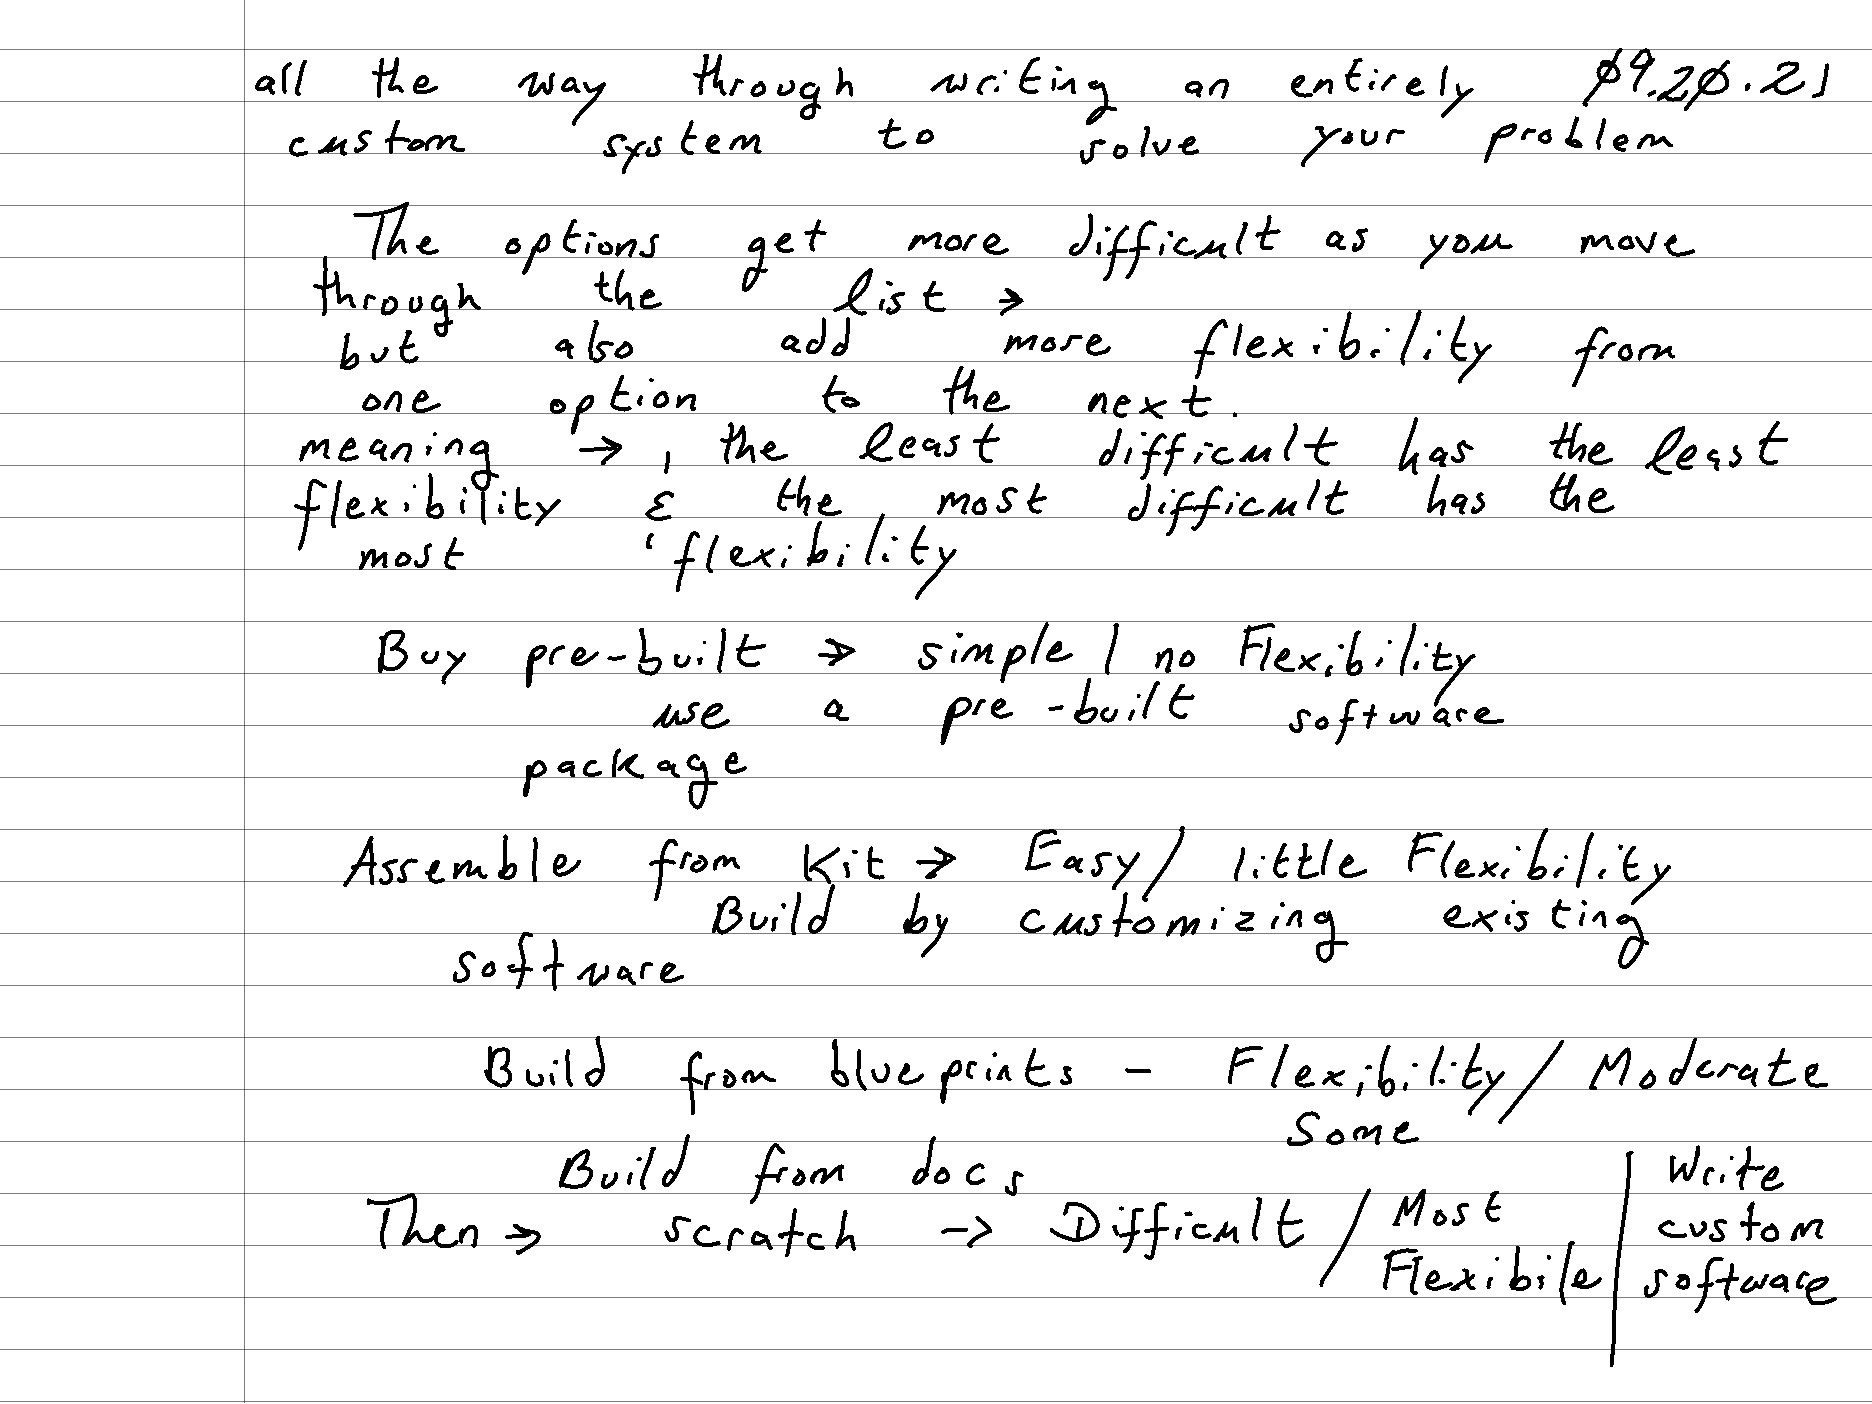 all the way through writing an entirely 09.20.21
custom system to solve your problem
The options get more difficult as you move
through the list →
but also add more flexibility from
one option to the next.
meaning → , the least difficult has the least
flexibility & the most difficult has the
most flexibility
Buy pre-built → simple / no Flexibility
use a pre-built software
package
Assemble from Kit → Easy / little Flexibility
Build by customizing existing
software
Build from blueprints - Flexibility / Moderate
Some
Build from docs
Then → scratch → Difficult / Most Flexibile | Write custom software